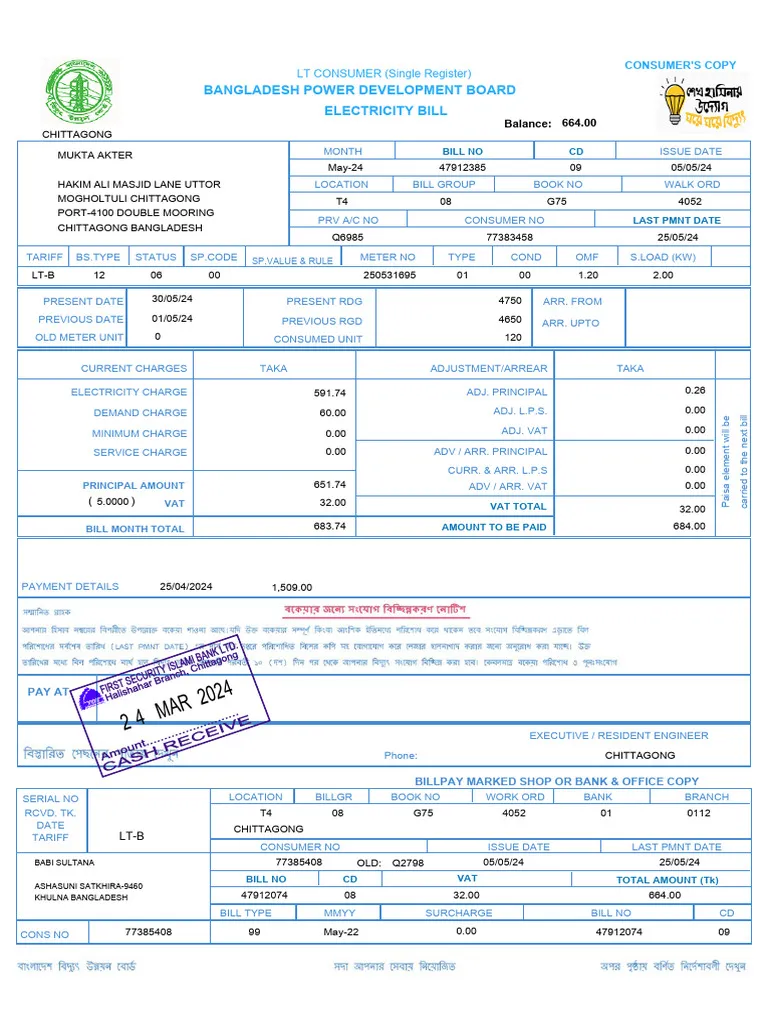 CONSUMER'S COPY
LT CONSUMER (Single Register)
BANGLADESH POWER DEVELOPMENT BOARD
ELECTRICITY BILL
শেখ হাসিনার
উদ্যোগ
ঘরে ঘরে বিদ্যুৎ
Balance: 664.00
CHITTAGONG
MUKTA AKTER
HAKIM ALI MASJID LANE UTTOR
MOGHOLTULI CHITTAGONG
PORT-4100 DOUBLE MOORING
CHITTAGONG BANGLADESH
MONTH BILL NO CD ISSUE DATE
May-24 47912385 09 05/05/24
LOCATION BILL GROUP BOOK NO WALK ORD
T4 08 G75 4052
PRV A/C NO CONSUMER NO LAST PMNT DATE
Q6985 77383458 25/05/24
TARIFF BS.TYPE STATUS SP.CODE SP.VALUE & RULE METER NO TYPE COND OMF S.LOAD (KW)
LT-B 12 06 00 250531695 01 00 1.20 2.00
PRESENT DATE 30/05/24 PRESENT RDG 4750 ARR. FROM
PREVIOUS DATE 01/05/24 PREVIOUS RGD 4650 ARR. UPTO
OLD METER UNIT 0 CONSUMED UNIT 120
CURRENT CHARGES TAKA ADJUSTMENT/ARREAR TAKA
ELECTRICITY CHARGE 591.74 ADJ. PRINCIPAL 0.26
DEMAND CHARGE 60.00 ADJ. L.P.S. 0.00
MINIMUM CHARGE 0.00 ADJ. VAT 0.00
SERVICE CHARGE 0.00 ADV / ARR. PRINCIPAL 0.00
CURR. & ARR. L.P.S 0.00
PRINCIPAL AMOUNT 651.74 ADV / ARR. VAT 0.00
( 5.0000 ) VAT 32.00 VAT TOTAL 32.00
BILL MONTH TOTAL 683.74 AMOUNT TO BE PAID 684.00
Paisa element will be
carried to the next bill
PAYMENT DETAILS 25/04/2024 1,509.00
সম্মানিত গ্রাহক
বকেয়ার জন্যে সংযোগ বিচ্ছিন্নকরণ নোটিশ
(LAST PMNT DATE)
PAY AT
FIRST SECURITY ISLAMI BANK LTD.
Halishahar Branch, Chittagong
24 MAR 2024
Amount
CASH RECEIVE
EXECUTIVE / RESIDENT ENGINEER
বিস্তারিত পেছনের দেখুন
Phone: CHITTAGONG
BILLPAY MARKED SHOP OR BANK & OFFICE COPY
SERIAL NO
RCVD. TK.
DATE
TARIFF LT-B
LOCATION BILLGR BOOK NO WORK ORD BANK BRANCH
T4 08 G75 4052 01 0112
CHITTAGONG
CONSUMER NO ISSUE DATE LAST PMNT DATE
BABI SULTANA 77385408 OLD: Q2798 05/05/24 25/05/24
ASHASUNI SATKHIRA-9460
KHULNA BANGLADESH
BILL NO CD VAT TOTAL AMOUNT (Tk)
47912074 08 32.00 664.00
BILL TYPE MMYY SURCHARGE BILL NO CD
CONS NO 77385408 99 May-22 0.00 47912074 09
বাংলাদেশ বিদ্যুৎ উন্নয়ন বোর্ড সদা আপনার সেবায় নিয়োজিত অপর পৃষ্ঠায় বর্ণিত নির্দেশাবলী দেখুন